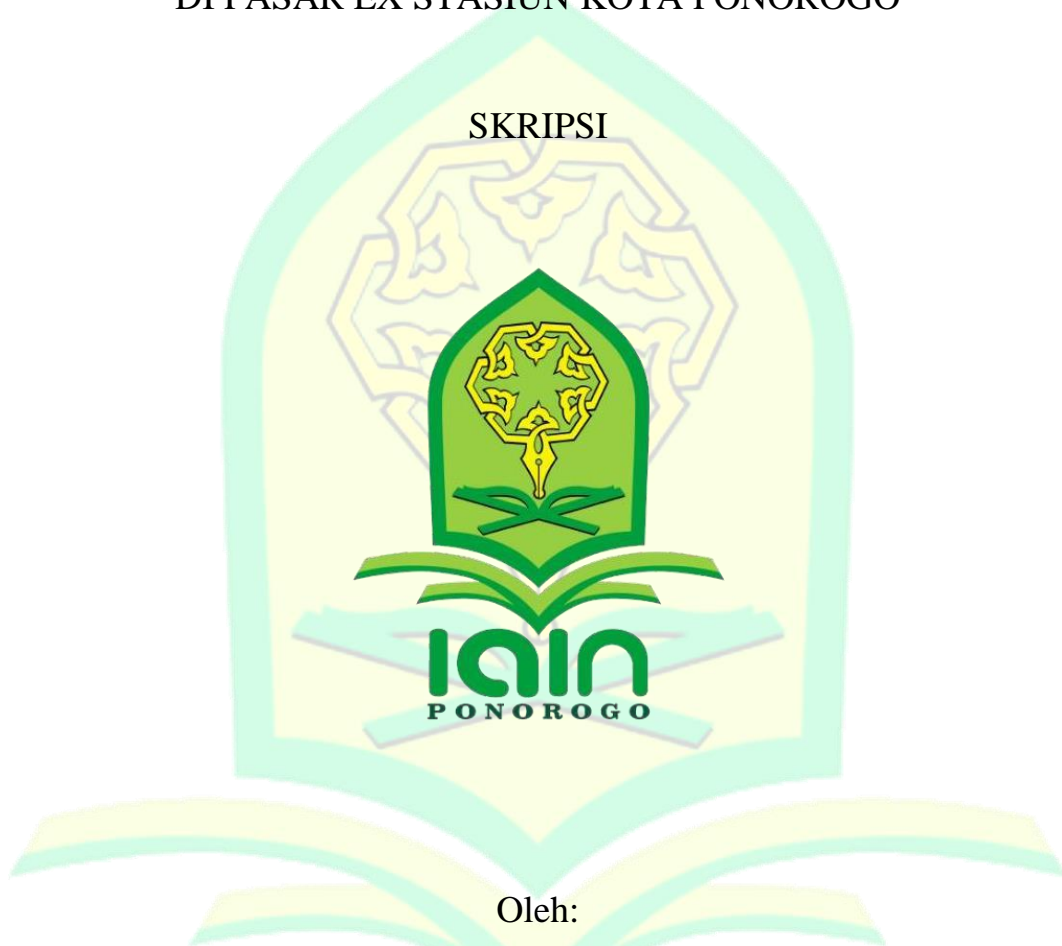 DI PASAR EX STASIUN KOTA PONOROGO
SKRIPSI
IAIN
PONOROGO
Oleh: